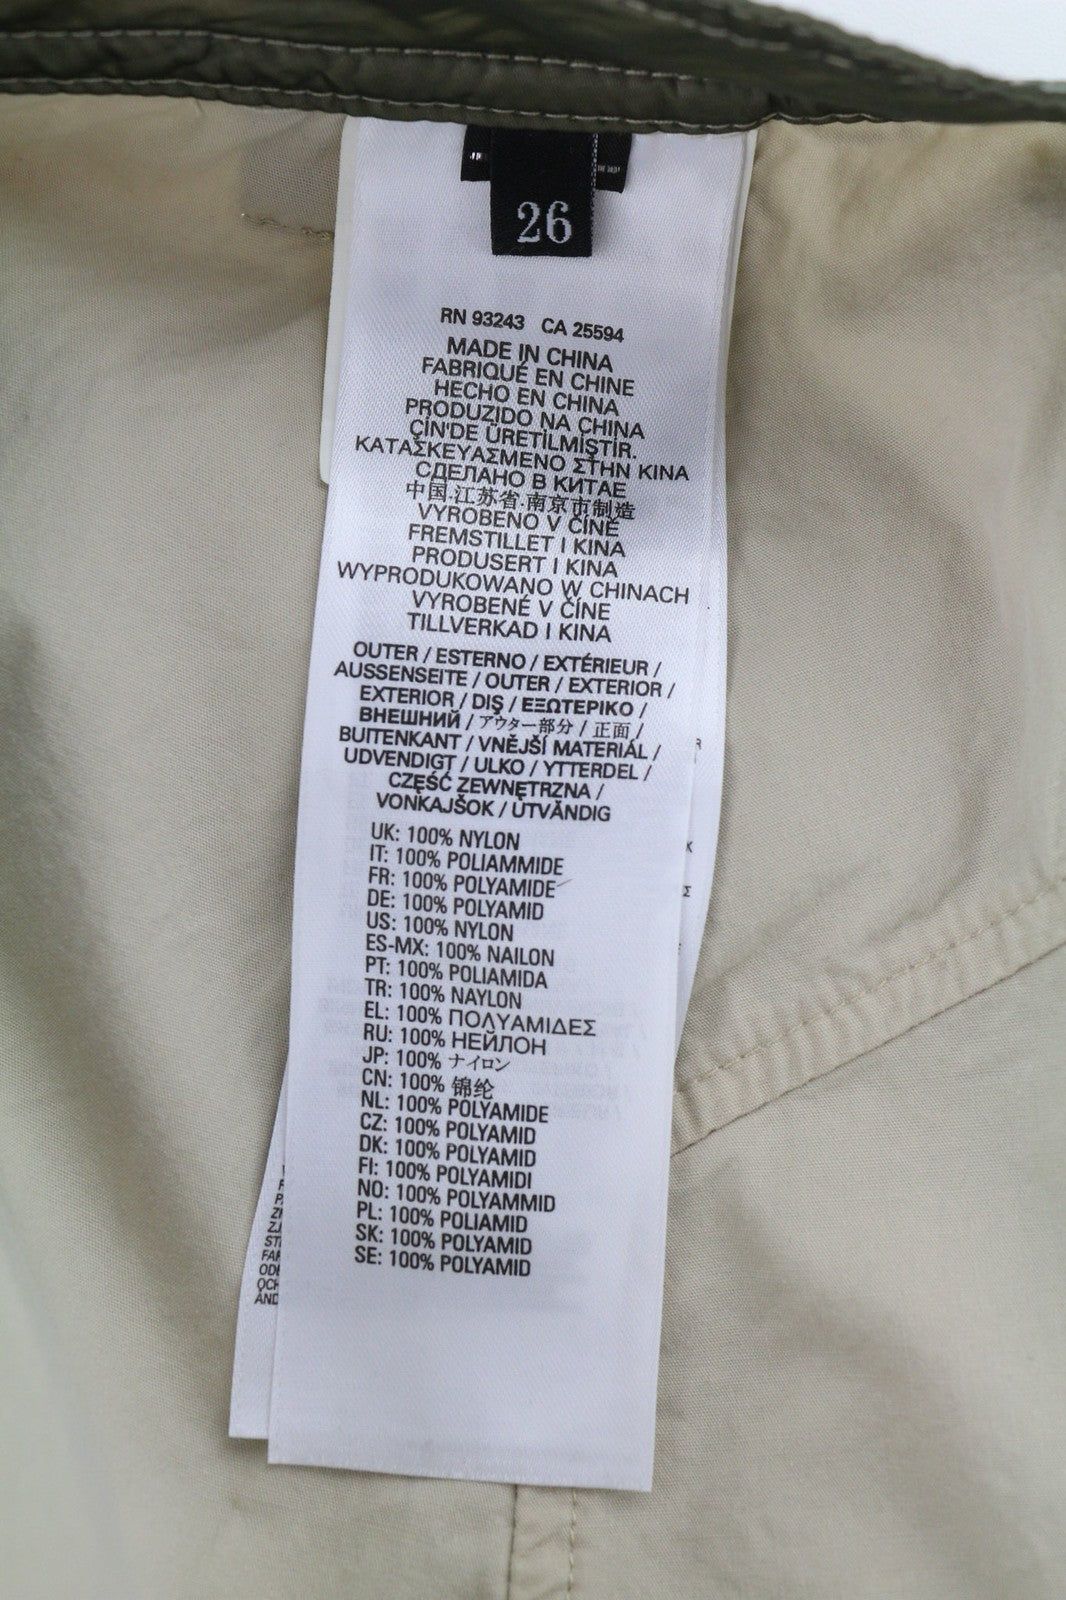 26
RN 93243 CA 25594
MADE IN CHINA
FABRIQUÉ EN CHINE
HECHO EN CHINA
PRODUZIDO NA CHINA
ÇİN'DE ÜRETİLMİŞTİR.
ΚΑΤΑΣΚΕΥΑΣΜΕΝΟ ΣΤΗΝ ΚΙΝΑ
СДЕЛАНО В КИТАЕ
中国.江苏省.南京市制造
VYROBENO V ČÍNĚ
FREMSTILLET I KINA
PRODUSERT I KINA
WYPRODUKOWANO W CHINACH
VYROBENÉ V ČÍNE
TILLVERKAD I KINA
OUTER / ESTERNO / EXTÉRIEUR /
AUSSENSEITE / OUTER / EXTERIOR /
EXTERIOR / DIŞ / ΕΞΩΤΕΡΙΚΟ /
ВНЕШНИЙ / アウター部分 / 正面 /
BUITENKANT / VNĚJŠÍ MATERIÁL /
UDVENDIGT / ULKO / YTTERDEL /
CZĘŚĆ ZEWNĘTRZNA /
VONKAJŠOK / UTVÄNDIG
UK: 100% NYLON
IT: 100% POLIAMMIDE
FR: 100% POLYAMIDE
DE: 100% POLYAMID
US: 100% NYLON
ES-MX: 100% NAILON
PT: 100% POLIAMIDA
TR: 100% NAYLON
EL: 100% ΠΟΛΥΑΜΙΔΕΣ
RU: 100% НЕЙЛОН
JP: 100% ナイロン
CN: 100% 锦纶
NL: 100% POLYAMIDE
CZ: 100% POLYAMID
DK: 100% POLYAMID
FI: 100% POLYAMIDI
NO: 100% POLYAMMID
PL: 100% POLIAMID
SK: 100% POLYAMID
SE: 100% POLYAMID